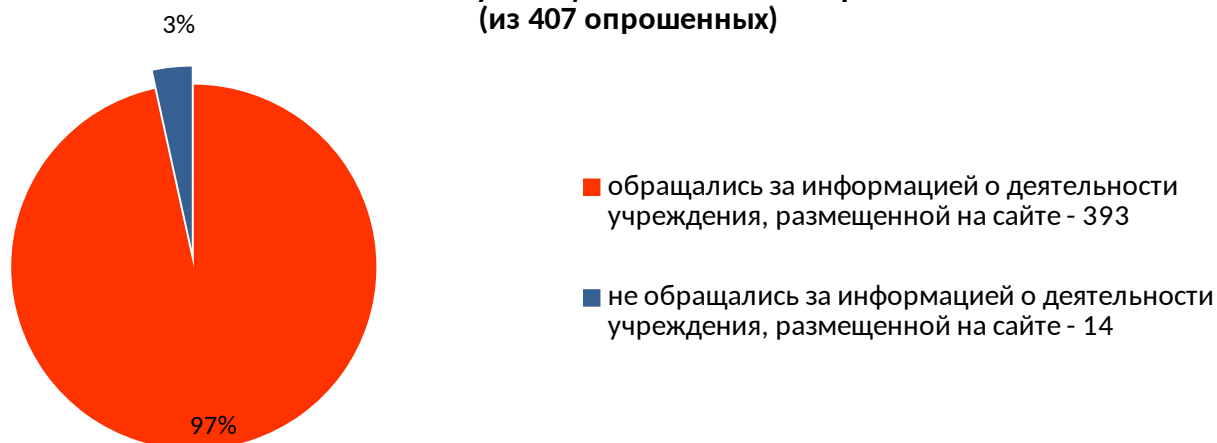 (из 407 опрошенных)
3%
обращались за информацией о деятельности
учреждения, размещенной на сайте - 393
не обращались за информацией о деятельности
учреждения, размещенной на сайте - 14
97%